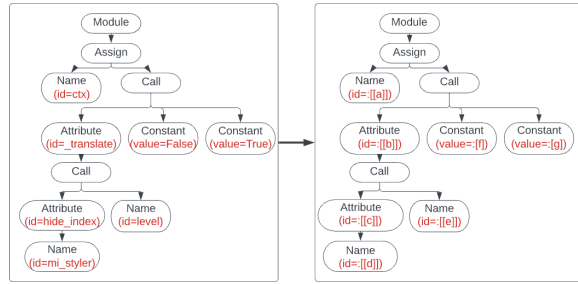 Module
Assign
Name
(id=ctx)
Call
Attribute
(id=_translate)
Constant
(value=False)
Constant
(value=True)
Call
Attribute
(id=hide_index)
Name
(id=level)
Name
(id=mi_styler)
Module
Assign
Name
(id=:[[a]])
Call
Attribute
(id=:[[b]])
Constant
(value=:[f])
Constant
(value=:[g])
Call
Attribute
(id=:[[c]])
Name
(id=:[[e]])
Name
(id=:[[d]])